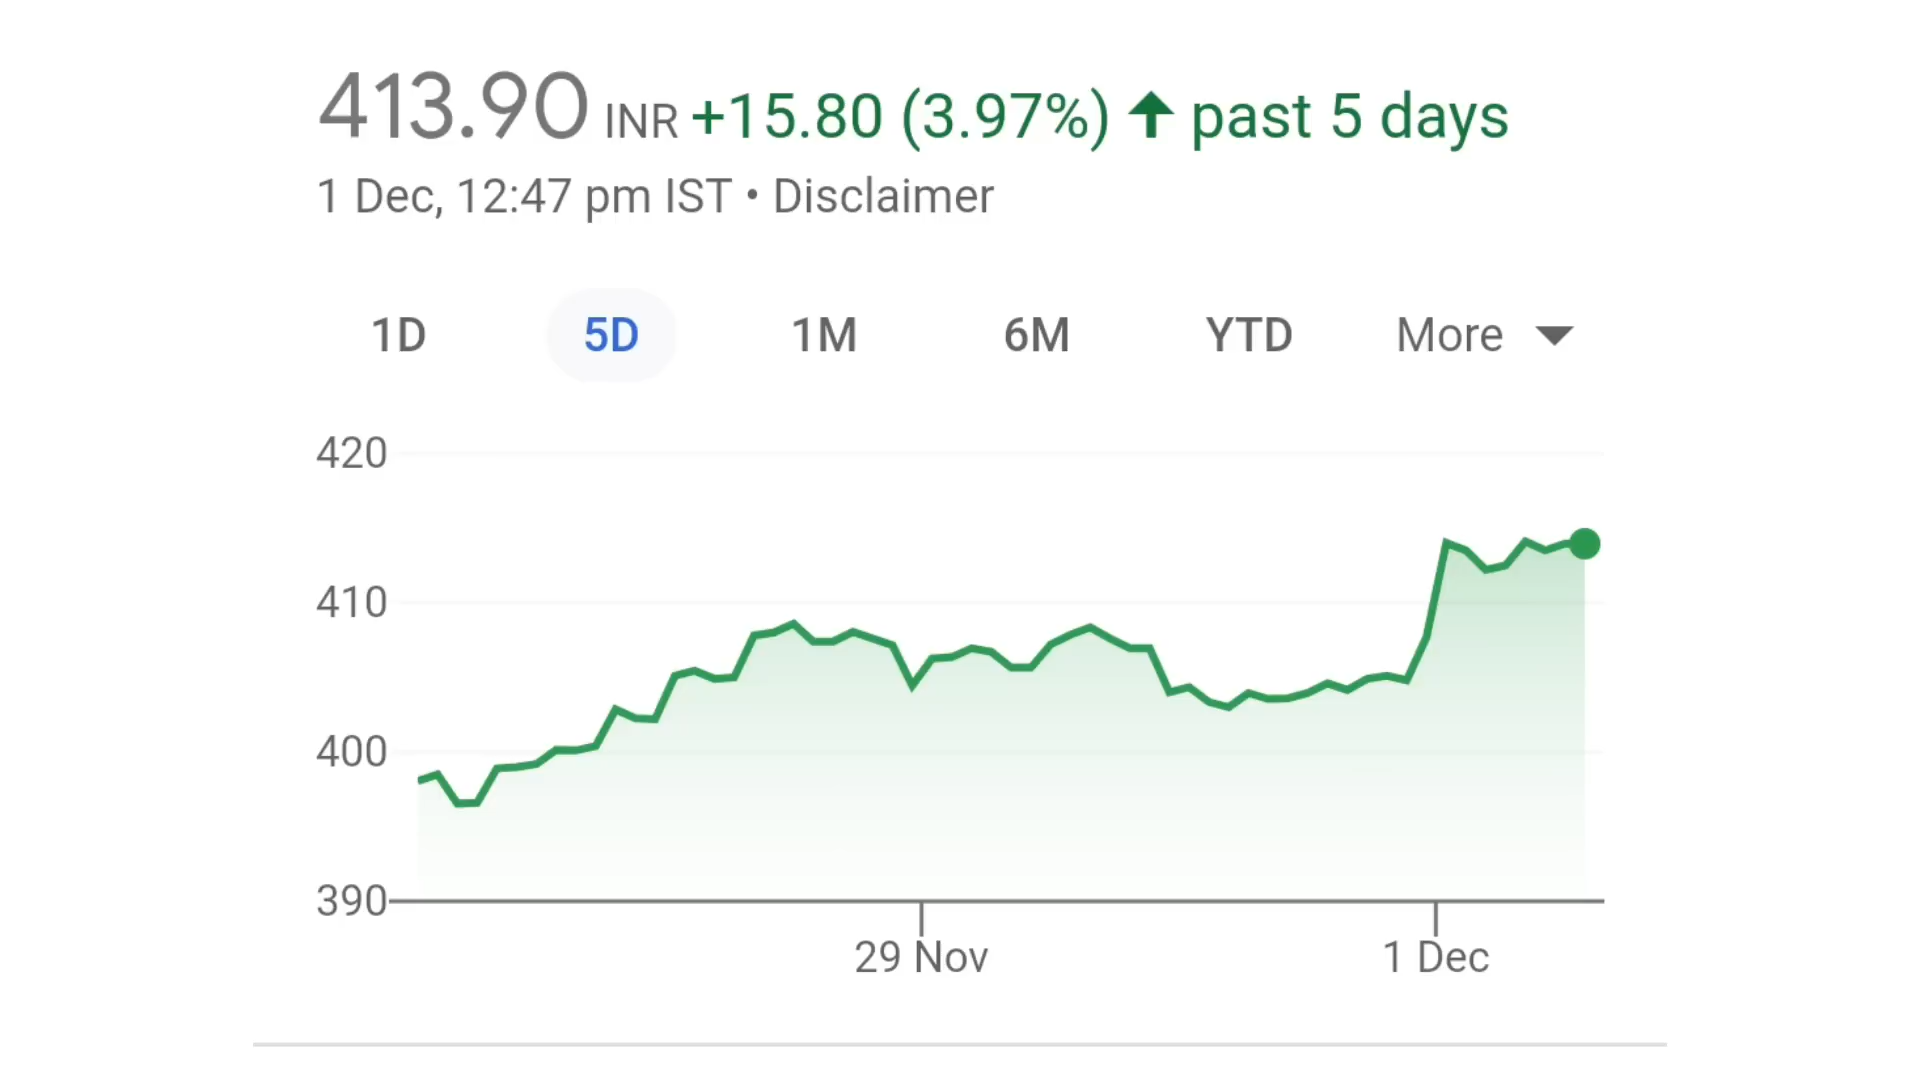 413.90 INR +15.80 (3.97%) ↑ past 5 days
1 Dec, 12:47 pm IST • Disclaimer
1D 5D 1M 6M YTD More
420
410
400
390
29 Nov 1 Dec